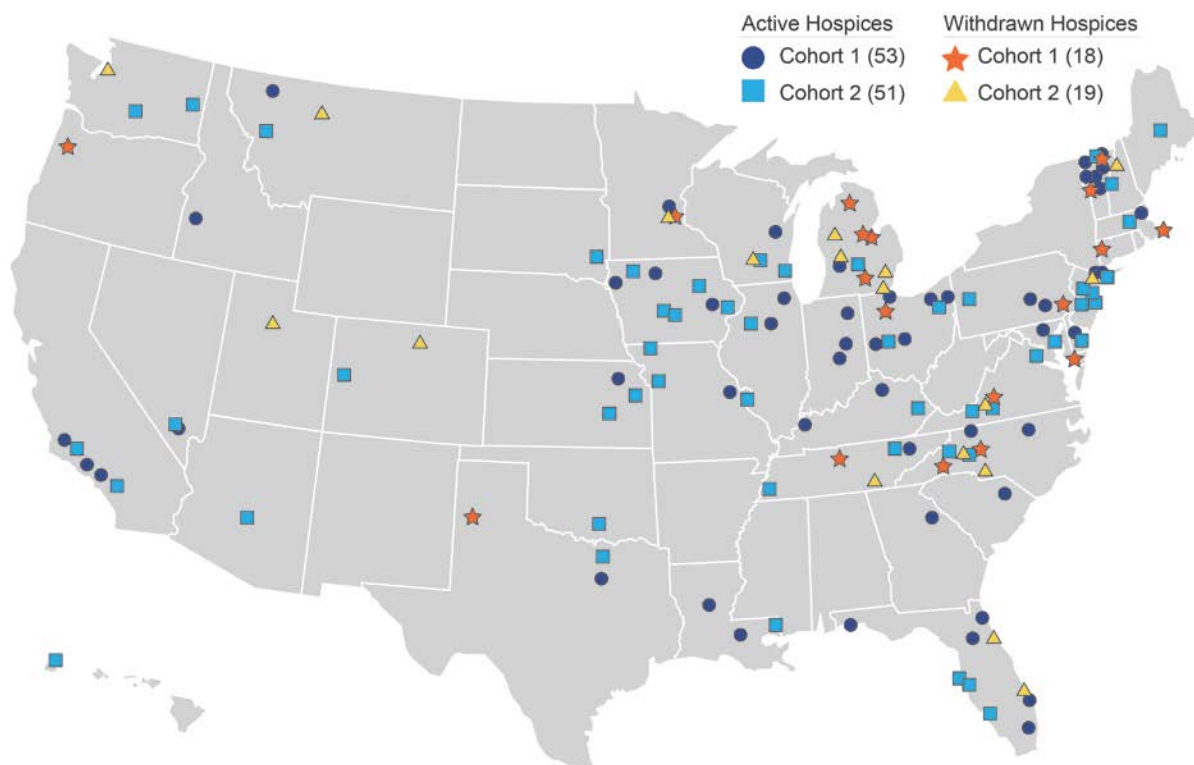 Active Hospices
Cohort 1 (53)
Cohort 2 (51)
Withdrawn Hospices
Cohort 1 (18)
Cohort 2 (19)